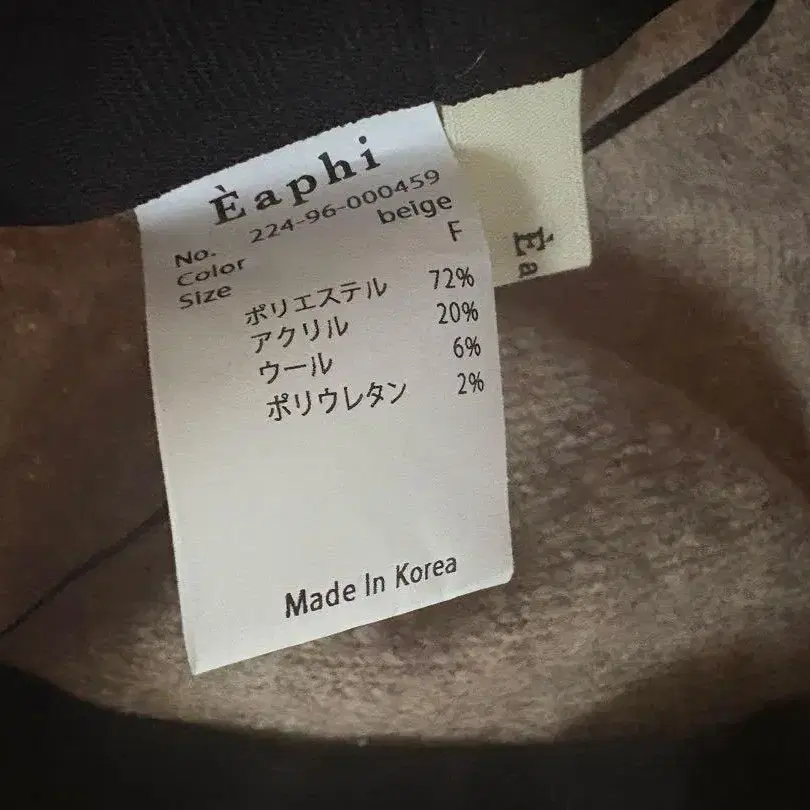 Èaphi
No. 224-96-000459
Color beige
Size F
ポリエステル 72%
アクリル 20%
ウール 6%
ポリウレタン 2%
Made In Korea
Èa